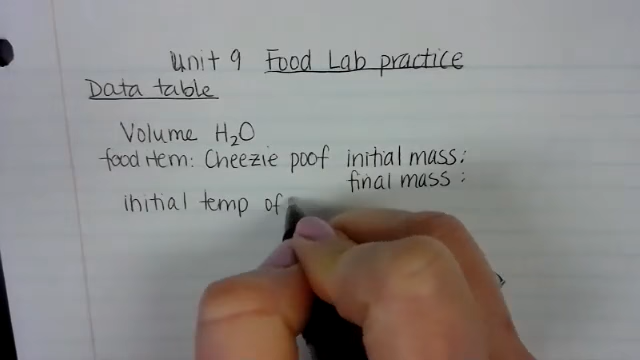 Unit 9 Food Lab practice
Data table
Volume H₂O
food item: Cheezie poof initial mass:
final mass :
initial temp of